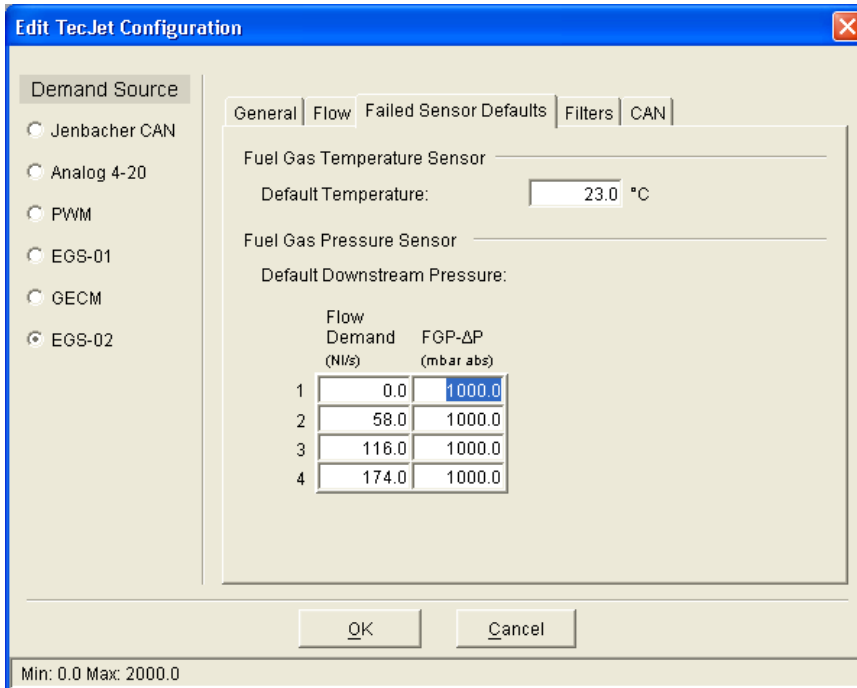 Edit TecJet Configuration
Demand Source
Jenbacher CAN
Analog 4-20
PWM
EGS-01
GECM
EGS-02
General Flow Failed Sensor Defaults Filters CAN
Fuel Gas Temperature Sensor
Default Temperature: 23.0 °C
Fuel Gas Pressure Sensor
Default Downstream Pressure:
Flow
Demand FGP-ΔP
(Nl/s) (mbar abs)
1 0.0 1000.0
2 58.0 1000.0
3 116.0 1000.0
4 174.0 1000.0
OK Cancel
Min: 0.0 Max: 2000.0